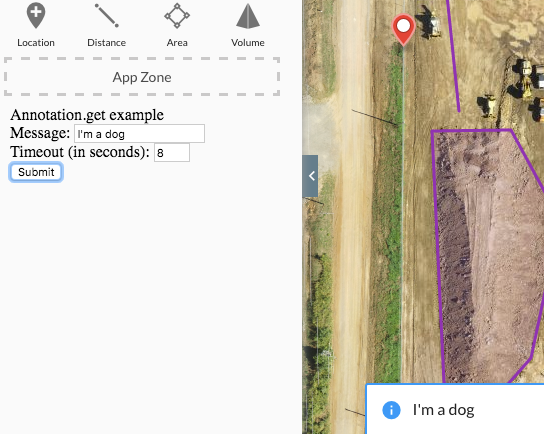 Location Distance Area Volume
App Zone
Annotation.get example
Message: I'm a dog
Timeout (in seconds): 8
Submit
I'm a dog